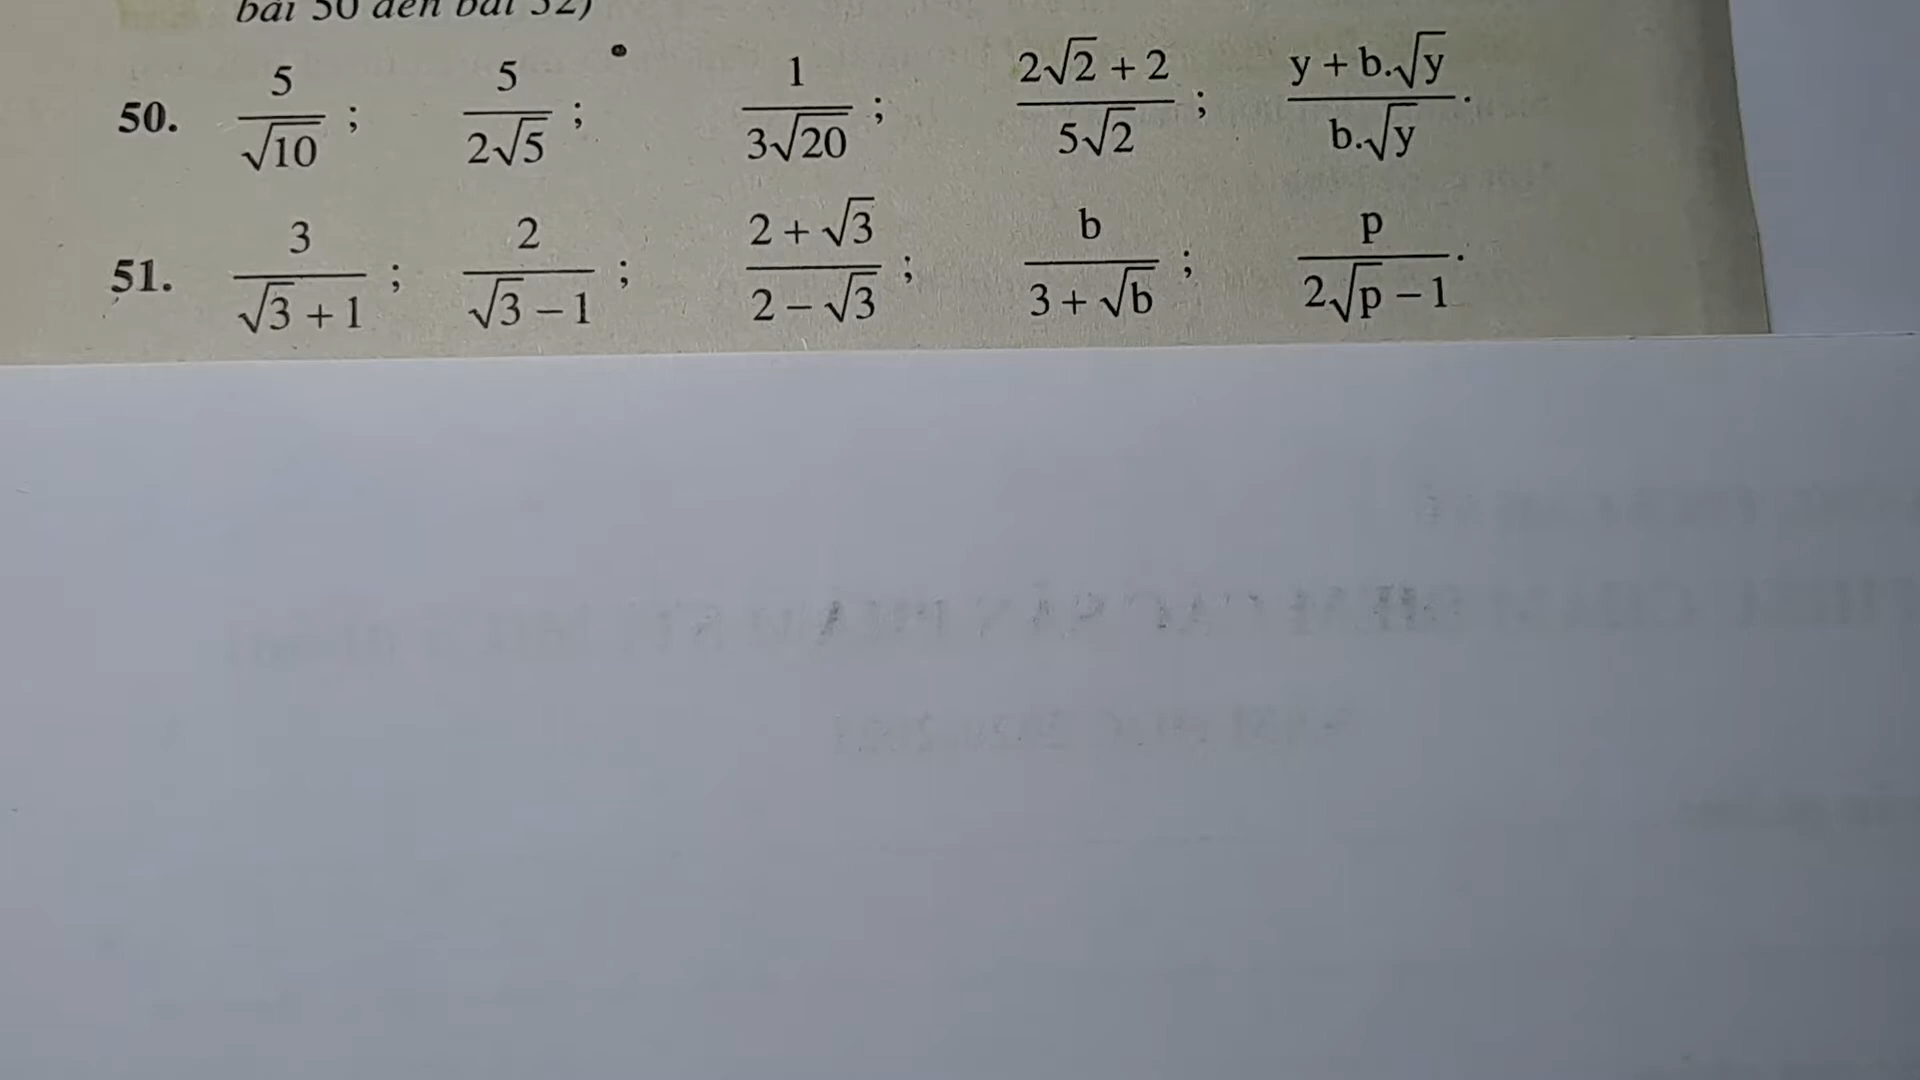 bài 50 đến bài 52)
50. 5/√10 ; 5/(2√5) ; 1/(3√20) ; (2√2 + 2)/(5√2) ; (y + b.√y)/(b.√y) .
51. 3/(√3 + 1) ; 2/(√3 − 1) ; (2 + √3)/(2 − √3) ; b/(3 + √b) ; p/(2√p − 1) .